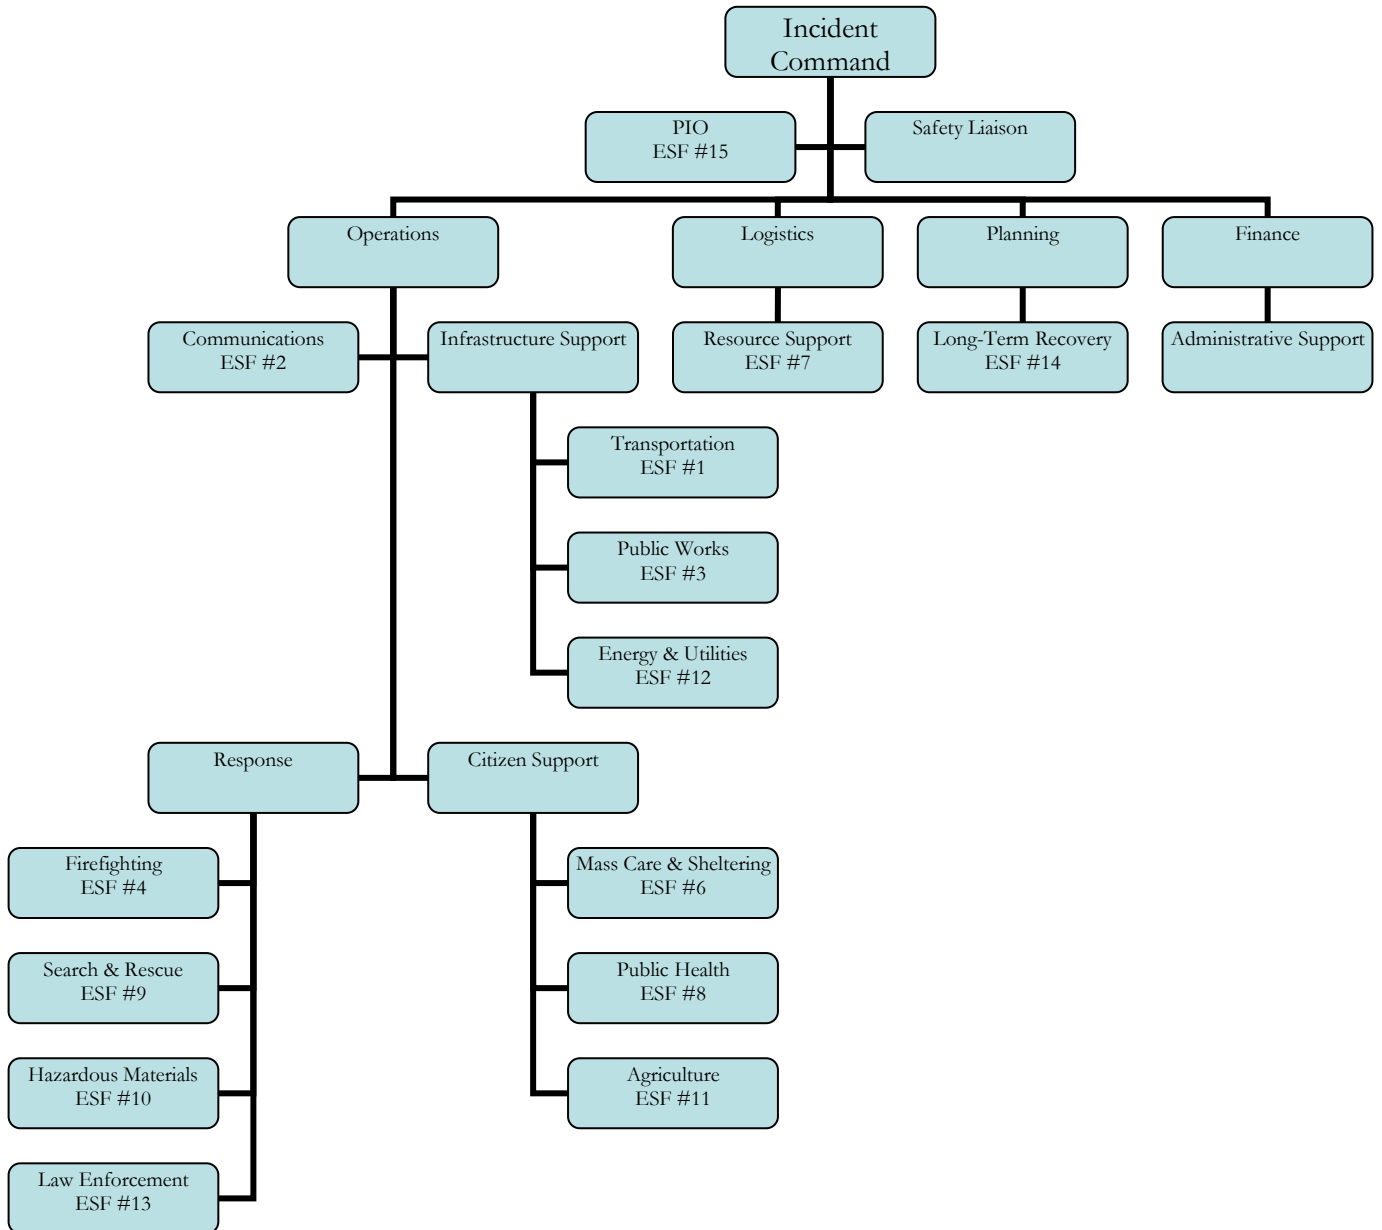 Incident
Command
PIO
ESF #15
Safety Liaison
Operations
Logistics
Planning
Finance
Communications
ESF #2
Infrastructure Support
Resource Support
ESF #7
Long-Term Recovery
ESF #14
Administrative Support
Transportation
ESF #1
Public Works
ESF #3
Energy & Utilities
ESF #12
Response
Citizen Support
Firefighting
ESF #4
Mass Care & Sheltering
ESF #6
Search & Rescue
ESF #9
Public Health
ESF #8
Hazardous Materials
ESF #10
Agriculture
ESF #11
Law Enforcement
ESF #13